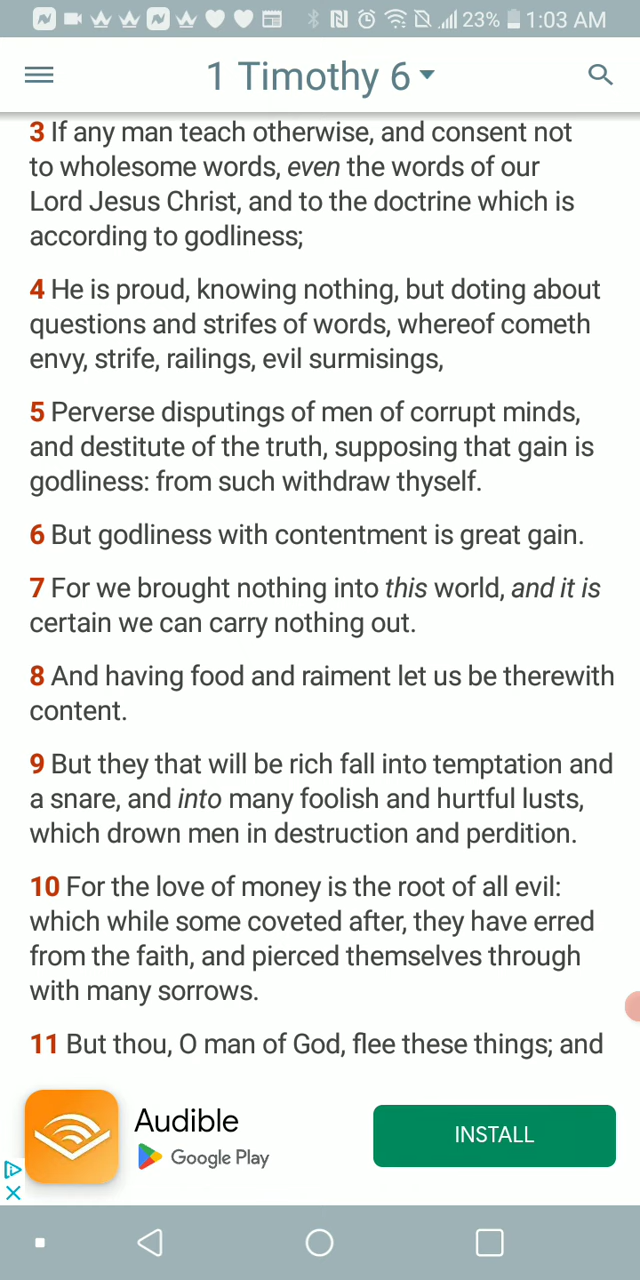 23% 1:03 AM
1 Timothy 6
3 If any man teach otherwise, and consent not
to wholesome words, even the words of our
Lord Jesus Christ, and to the doctrine which is
according to godliness;
4 He is proud, knowing nothing, but doting about
questions and strifes of words, whereof cometh
envy, strife, railings, evil surmisings,
5 Perverse disputings of men of corrupt minds,
and destitute of the truth, supposing that gain is
godliness: from such withdraw thyself.
6 But godliness with contentment is great gain.
7 For we brought nothing into this world, and it is
certain we can carry nothing out.
8 And having food and raiment let us be therewith
content.
9 But they that will be rich fall into temptation and
a snare, and into many foolish and hurtful lusts,
which drown men in destruction and perdition.
10 For the love of money is the root of all evil:
which while some coveted after, they have erred
from the faith, and pierced themselves through
with many sorrows.
11 But thou, O man of God, flee these things; and
Audible
Google Play
INSTALL